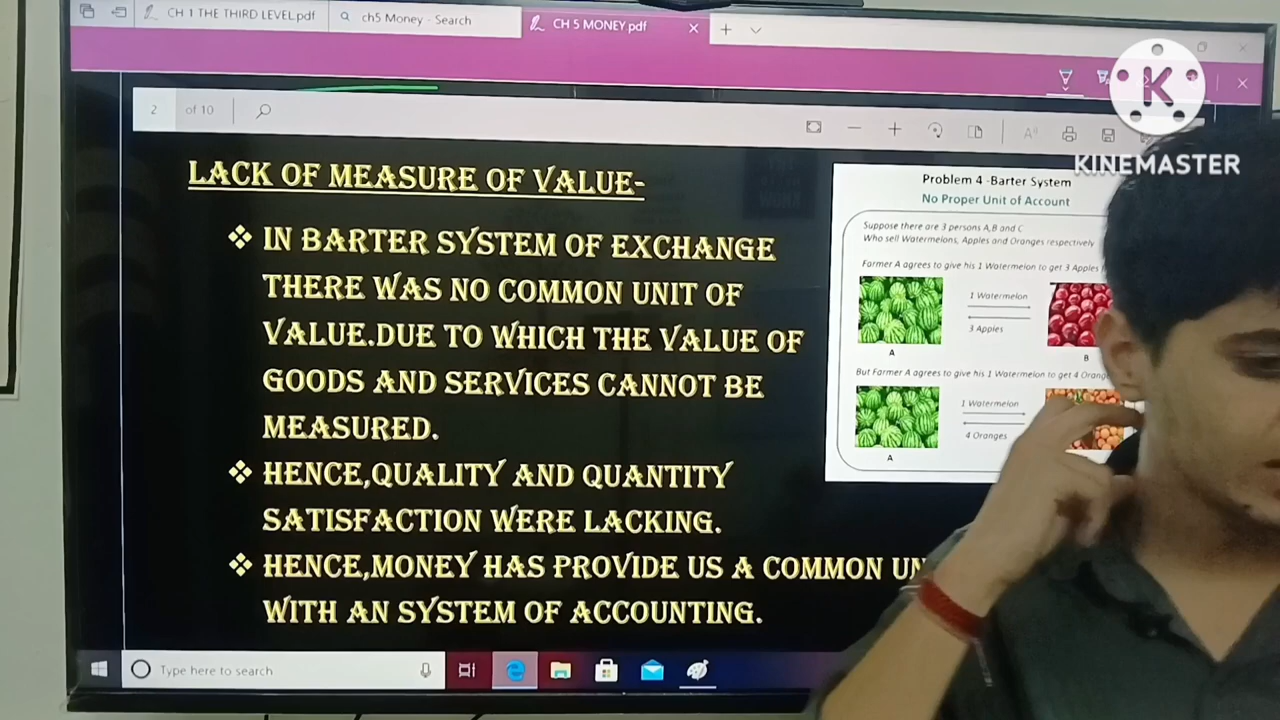 CH 1 THE THIRD LEVEL.pdf
ch5 Money - Search
CH 5 MONEY.pdf
2 of 10
KINEMASTER
LACK OF MEASURE OF VALUE-
IN BARTER SYSTEM OF EXCHANGE
THERE WAS NO COMMON UNIT OF
VALUE.DUE TO WHICH THE VALUE OF
GOODS AND SERVICES CANNOT BE
MEASURED.
HENCE,QUALITY AND QUANTITY
SATISFACTION WERE LACKING.
HENCE,MONEY HAS PROVIDE US A COMMON
WITH AN SYSTEM OF ACCOUNTING.
Problem 4 -Barter System
No Proper Unit of Account
Suppose there are 3 persons A,B and C
Who sell Watermelons, Apples and Oranges respectively
Farmer A agrees to give his 1 Watermelon to get 3 Apples
1 Watermelon
3 Apples
A
B
But Farmer A agrees to give his 1 Watermelon to get 4
1 Watermelon
4 Oranges
A
Type here to search